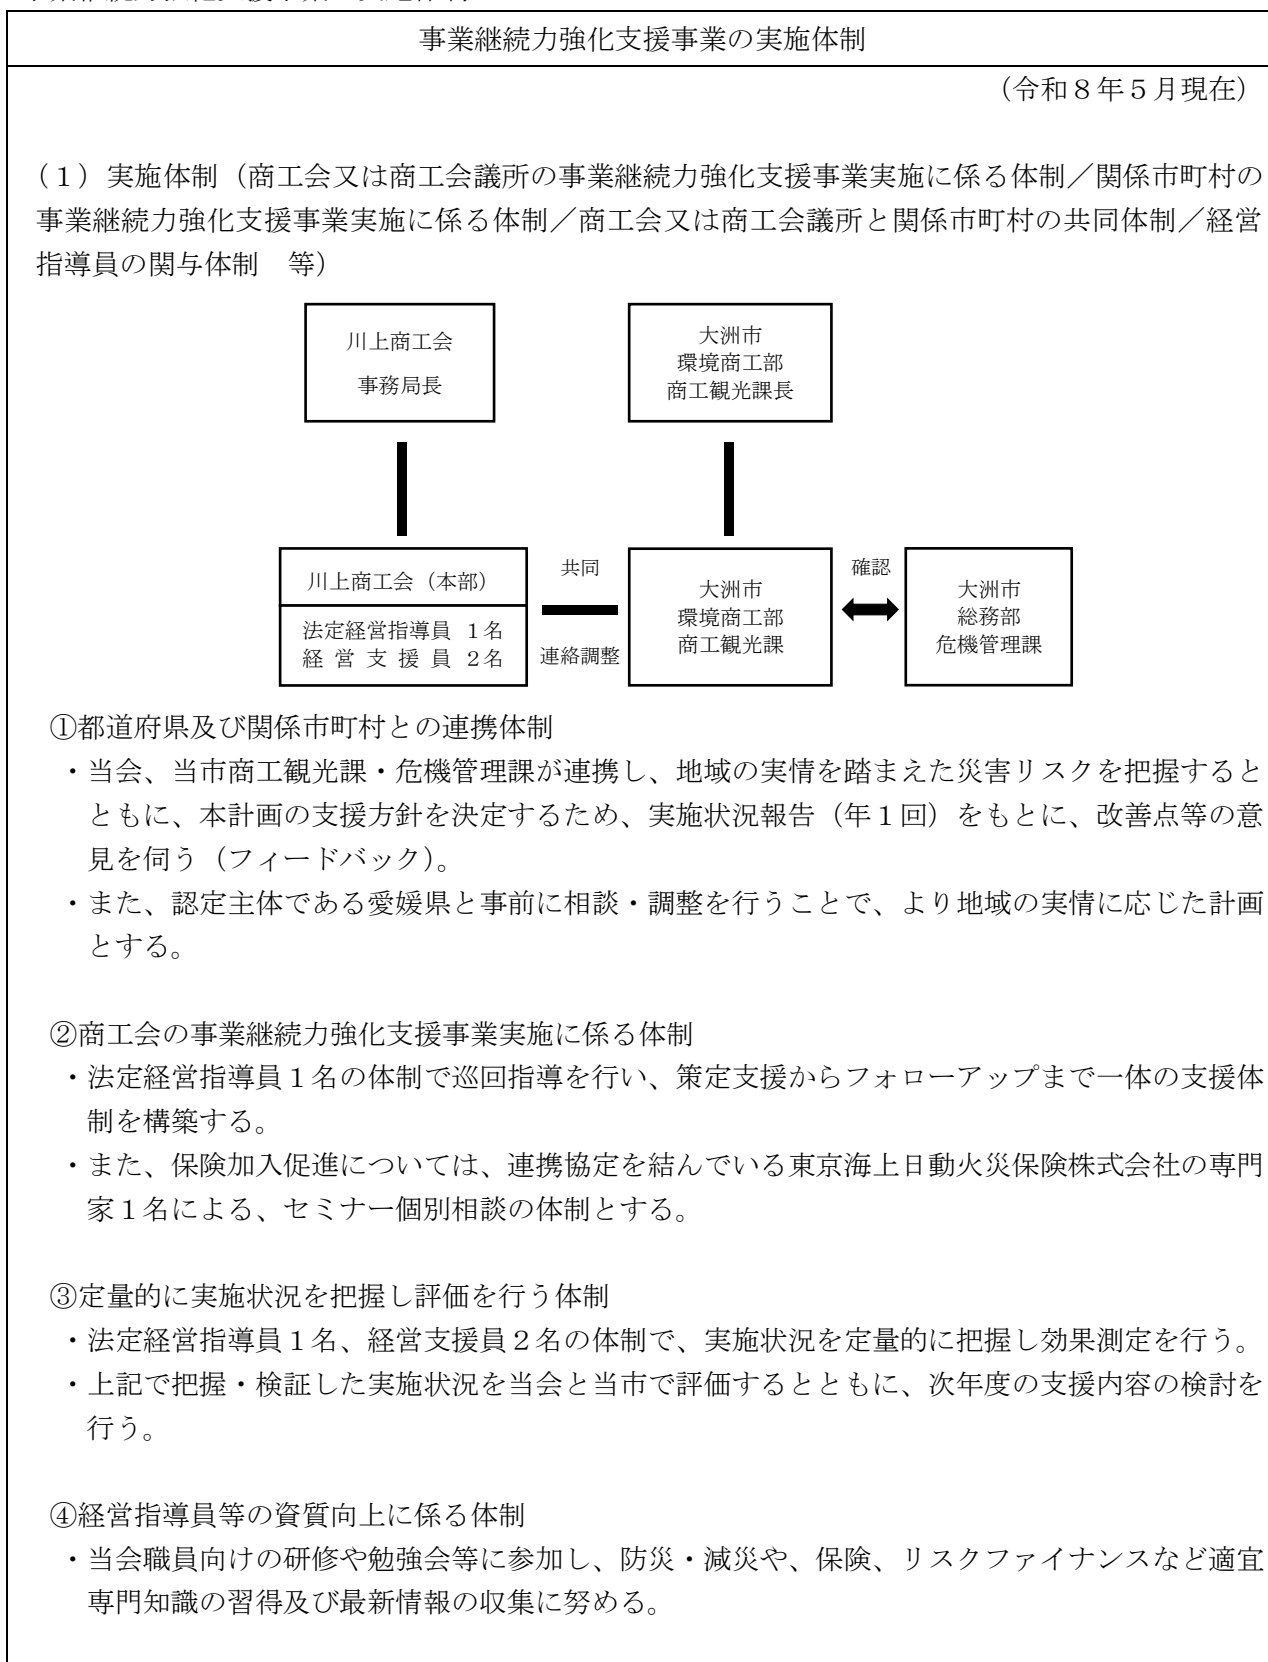 事業継続力強化支援事業の実施体制
（令和８年５月現在）
（１）実施体制（商工会又は商工会議所の事業継続力強化支援事業実施に係る体制／関係市町村の
事業継続力強化支援事業実施に係る体制／商工会又は商工会議所と関係市町村の共同体制／経営
指導員の関与体制　等）
川上商工会
事務局長
大洲市
環境商工部
商工観光課長
川上商工会（本部）
法定経営指導員 １名
経 営 支 援 員 ２名
共同
連絡調整
大洲市
環境商工部
商工観光課
確認
大洲市
総務部
危機管理課
①都道府県及び関係市町村との連携体制
・当会、当市商工観光課・危機管理課が連携し、地域の実情を踏まえた災害リスクを把握すると
ともに、本計画の支援方針を決定するため、実施状況報告（年１回）をもとに、改善点等の意
見を伺う（フィードバック）。
・また、認定主体である愛媛県と事前に相談・調整を行うことで、より地域の実情に応じた計画
とする。
②商工会の事業継続力強化支援事業実施に係る体制
・法定経営指導員１名の体制で巡回指導を行い、策定支援からフォローアップまで一体の支援体
制を構築する。
・また、保険加入促進については、連携協定を結んでいる東京海上日動火災保険株式会社の専門
家１名による、セミナー個別相談の体制とする。
③定量的に実施状況を把握し評価を行う体制
・法定経営指導員１名、経営支援員２名の体制で、実施状況を定量的に把握し効果測定を行う。
・上記で把握・検証した実施状況を当会と当市で評価するとともに、次年度の支援内容の検討を
行う。
④経営指導員等の資質向上に係る体制
・当会職員向けの研修や勉強会等に参加し、防災・減災や、保険、リスクファイナンスなど適宜
専門知識の習得及び最新情報の収集に努める。